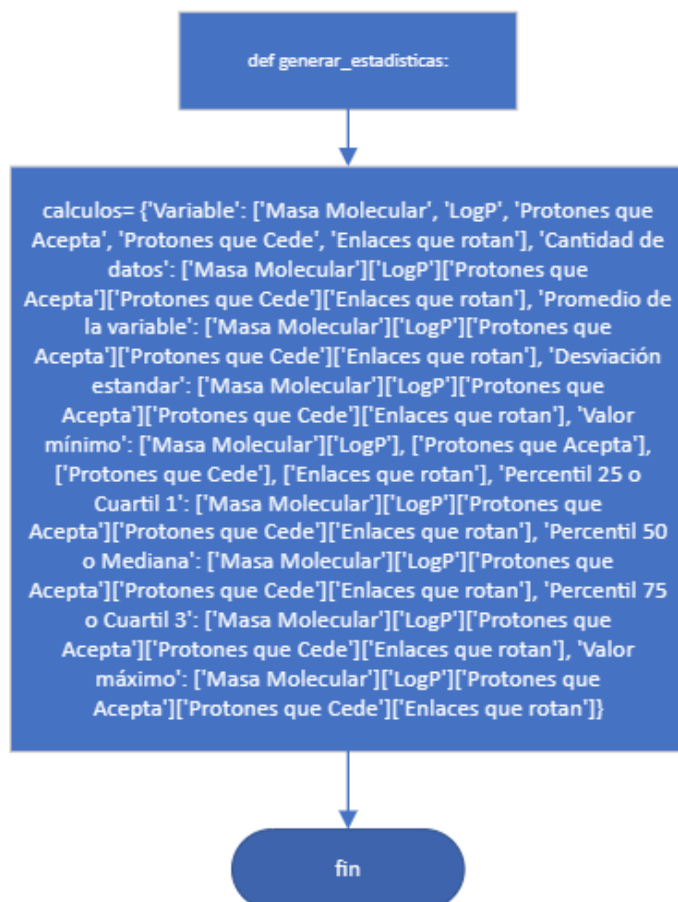 def generar_estadisticas:
calculos= {'Variable': ['Masa Molecular', 'LogP', 'Protones que
Acepta', 'Protones que Cede', 'Enlaces que rotan'], 'Cantidad de
datos': ['Masa Molecular']['LogP']['Protones que
Acepta']['Protones que Cede']['Enlaces que rotan'], 'Promedio de
la variable': ['Masa Molecular']['LogP']['Protones que
Acepta']['Protones que Cede']['Enlaces que rotan'], 'Desviación
estandar': ['Masa Molecular']['LogP']['Protones que
Acepta']['Protones que Cede']['Enlaces que rotan'], 'Valor
mínimo': ['Masa Molecular']['LogP'], ['Protones que Acepta'],
['Protones que Cede'], ['Enlaces que rotan'], 'Percentil 25 o
Cuartil 1': ['Masa Molecular']['LogP']['Protones que
Acepta']['Protones que Cede']['Enlaces que rotan'], 'Percentil 50
o Mediana': ['Masa Molecular']['LogP']['Protones que
Acepta']['Protones que Cede']['Enlaces que rotan'], 'Percentil 75
o Cuartil 3': ['Masa Molecular']['LogP']['Protones que
Acepta']['Protones que Cede']['Enlaces que rotan'], 'Valor
máximo': ['Masa Molecular']['LogP']['Protones que
Acepta']['Protones que Cede']['Enlaces que rotan']}
fin